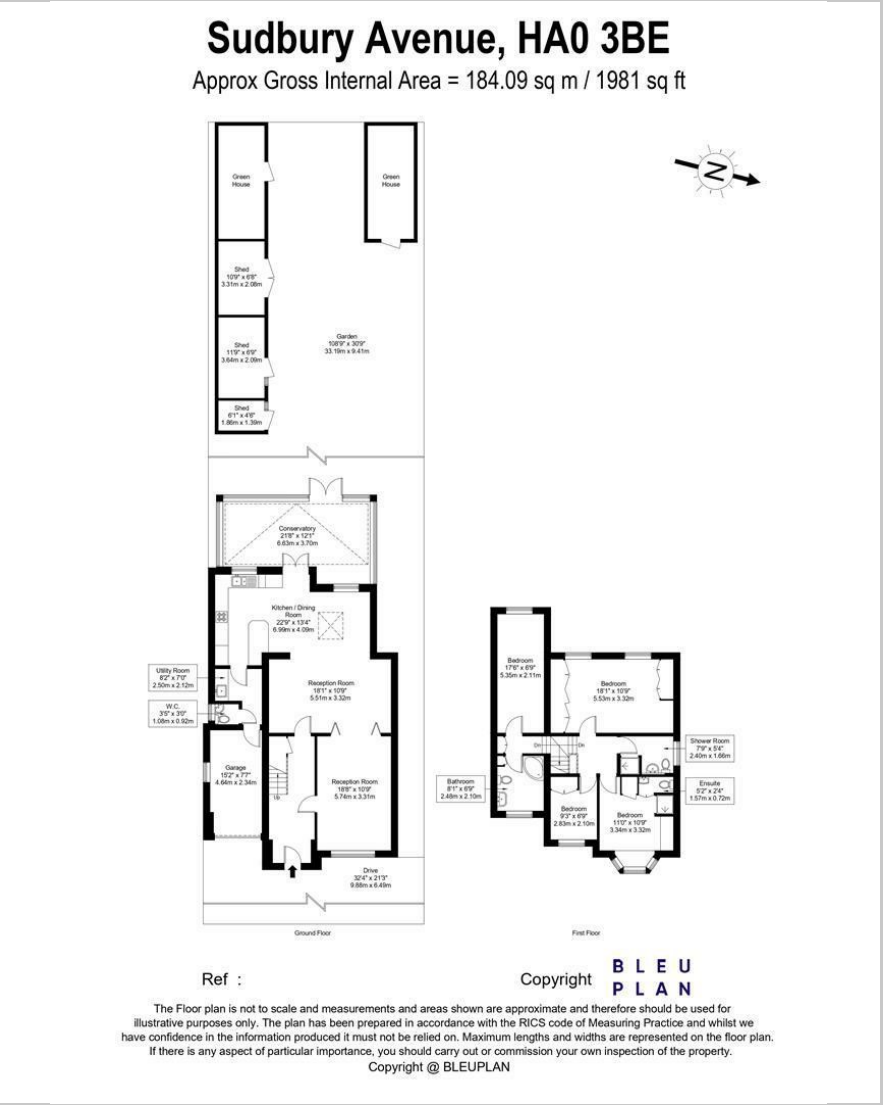 Sudbury Avenue, HA0 3BE
Approx Gross Internal Area = 184.09 sq m / 1981 sq ft
N
Green
House
Green
House
Shed
10'9" x 6'8"
3.31m x 2.08m
Shed
11'9" x 6'9"
3.64m x 2.09m
Shed
6'1" x 4'6"
1.86m x 1.39m
Garden
108'9" x 30'9"
33.19m x 9.41m
Conservatory
21'8" x 12'1"
6.63m x 3.70m
Kitchen / Dining
Room
22'9" x 13'4"
6.99m x 4.09m
Utility Room
8'2" x 7'0"
2.50m x 2.12m
W.C.
3'5" x 3'0"
1.08m x 0.92m
Reception Room
18'1" x 10'9"
5.51m x 3.32m
Garage
15'2" x 7'7"
4.64m x 2.34m
UP
Reception Room
18'8" x 10'9"
5.74m x 3.31m
Drive
32'4" x 21'3"
9.88m x 6.49m
Ground Floor
Bedroom
17'6" x 6'9"
5.35m x 2.11m
Bedroom
18'1" x 10'9"
5.53m x 3.32m
Dn
Dn
Shower Room
7'9" x 5'4"
2.40m x 1.66m
Bathroom
8'1" x 6'9"
2.48m x 2.10m
Ensuite
5'2" x 2'4"
1.57m x 0.72m
Bedroom
9'3" x 6'9"
2.83m x 2.10m
Bedroom
11'0" x 10'9"
3.34m x 3.32m
First Floor
Ref :
Copyright
BLEU
PLAN
The Floor plan is not to scale and measurements and areas shown are approximate and therefore should be used for
illustrative purposes only. The plan has been prepared in accordance with the RICS code of Measuring Practice and whilst we
have confidence in the information produced it must not be relied on. Maximum lengths and widths are represented on the floor plan.
If there is any aspect of particular importance, you should carry out or commission your own inspection of the property.
Copyright @ BLEUPLAN